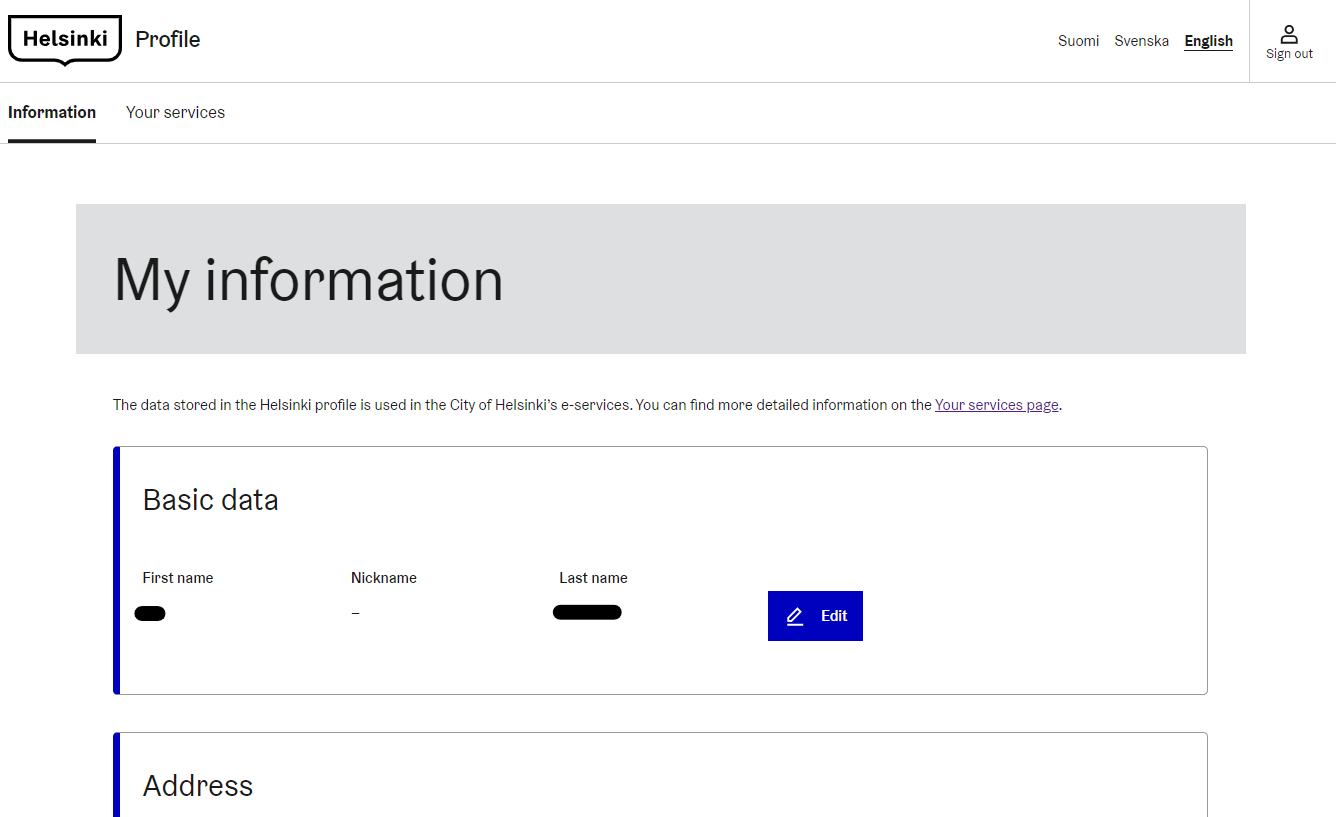 Helsinki Profile
Suomi Svenska English
Sign out
Information Your services
My information
The data stored in the Helsinki profile is used in the City of Helsinki’s e-services. You can find more detailed information on the Your services page.
Basic data
First name Nickname Last name
–
Edit
Address